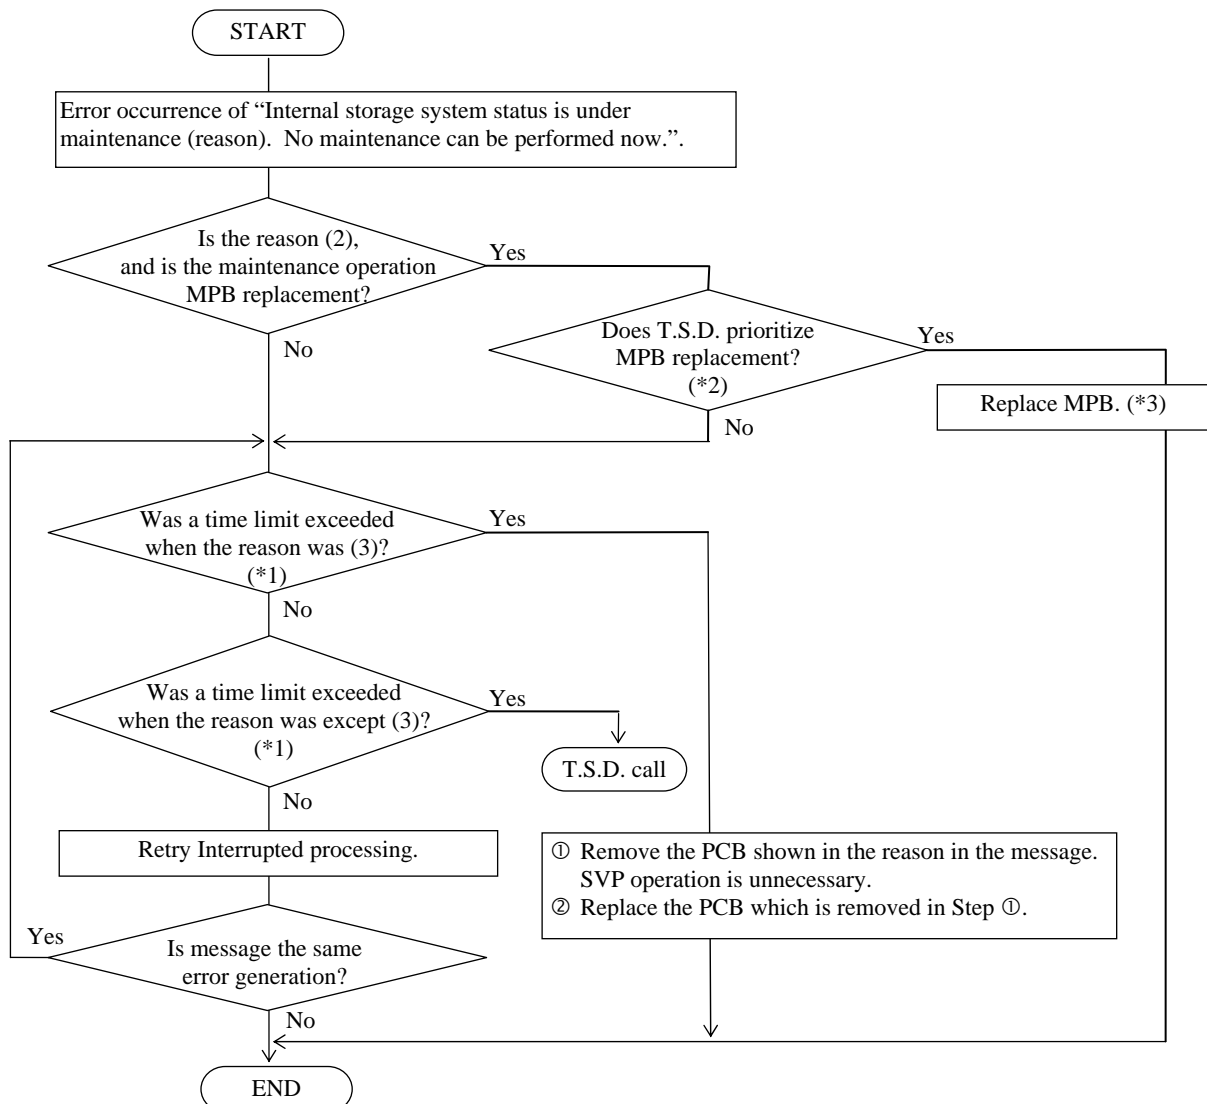 START
Error occurrence of “Internal storage system status is under
maintenance (reason).  No maintenance can be performed now.”.
Is the reason (2),
and is the maintenance operation
MPB replacement?
Yes
No
Does T.S.D. prioritize
MPB replacement?
(*2)
Yes
No
Replace MPB. (*3)
Was a time limit exceeded
when the reason was (3)?
(*1)
Yes
No
Was a time limit exceeded
when the reason was except (3)?
(*1)
Yes
No
T.S.D. call
Retry Interrupted processing.
① Remove the PCB shown in the reason in the message.
SVP operation is unnecessary.
② Replace the PCB which is removed in Step ①.
Yes
Is message the same
error generation?
No
END